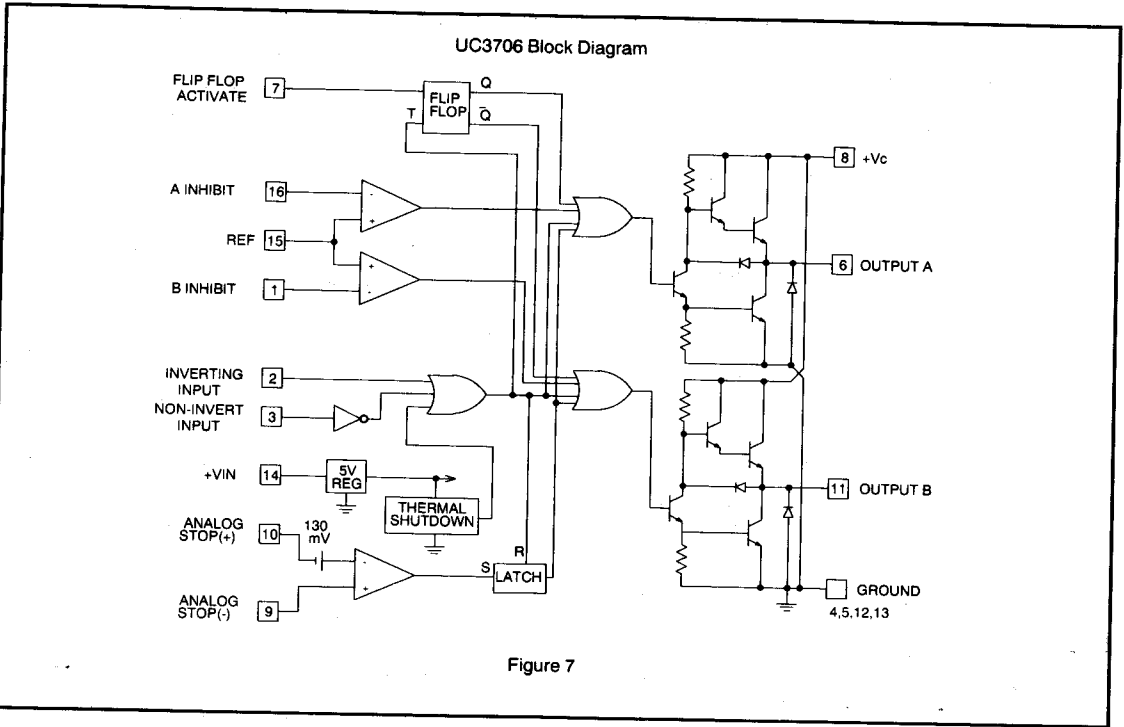 UC3706 Block Diagram
FLIP FLOP
ACTIVATE
7
T
FLIP
FLOP
Q
Q̅
A INHIBIT
16
-
+
REF
15
B INHIBIT
1
+
-
INVERTING
INPUT
2
NON-INVERT
INPUT
3
+VIN
14
5V
REG
THERMAL
SHUTDOWN
ANALOG
STOP(+)
10
130
mV
-
+
ANALOG
STOP(-)
9
S
R
LATCH
8
+Vc
6
OUTPUT A
11
OUTPUT B
GROUND
4,5,12,13
Figure 7